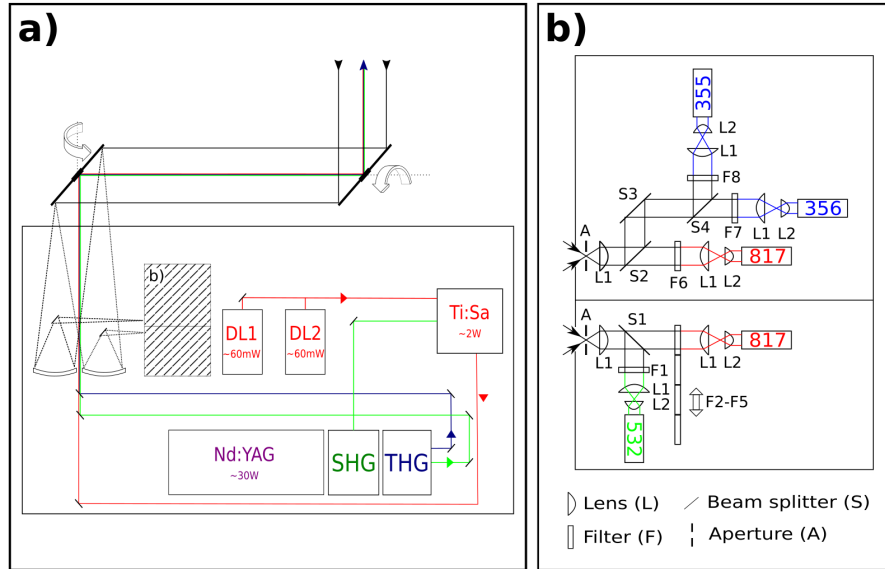 a)
b)
DL1
~60mW
DL2
~60mW
Ti:Sa
~2W
Nd:YAG
~30W
SHG
THG
b)
355
L2
L1
F8
S3
S4
356
F7
L1
L2
A
L1
S2
F6
817
L1
L2
A
L1
S1
817
L1
L2
F1
L1
L2
F2-F5
532
Lens (L)
Beam splitter (S)
Filter (F)
Aperture (A)